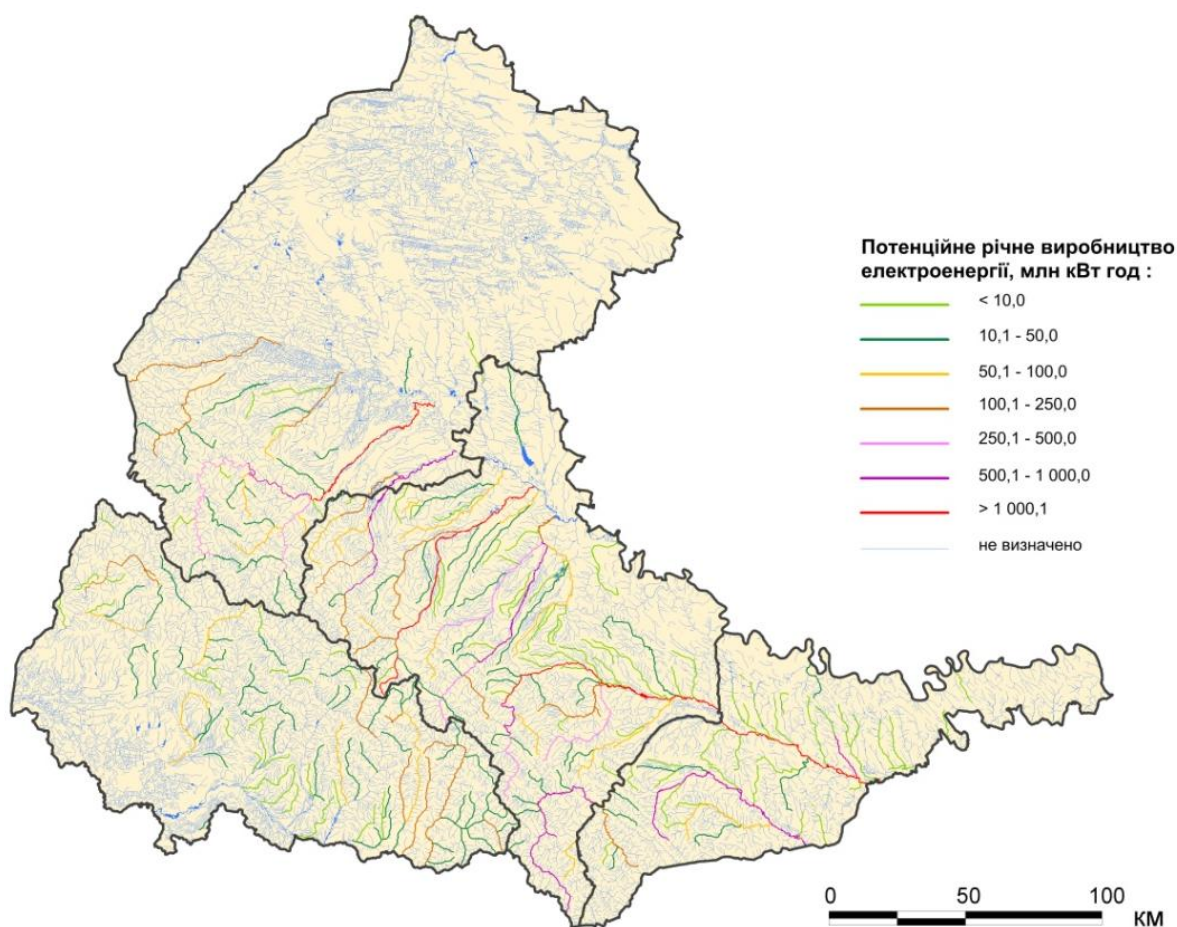 Потенційне річне виробництво
електроенергії, млн кВт год :
< 10,0
10,1 - 50,0
50,1 - 100,0
100,1 - 250,0
250,1 - 500,0
500,1 - 1 000,0
> 1 000,1
не визначено
0 50 100
км